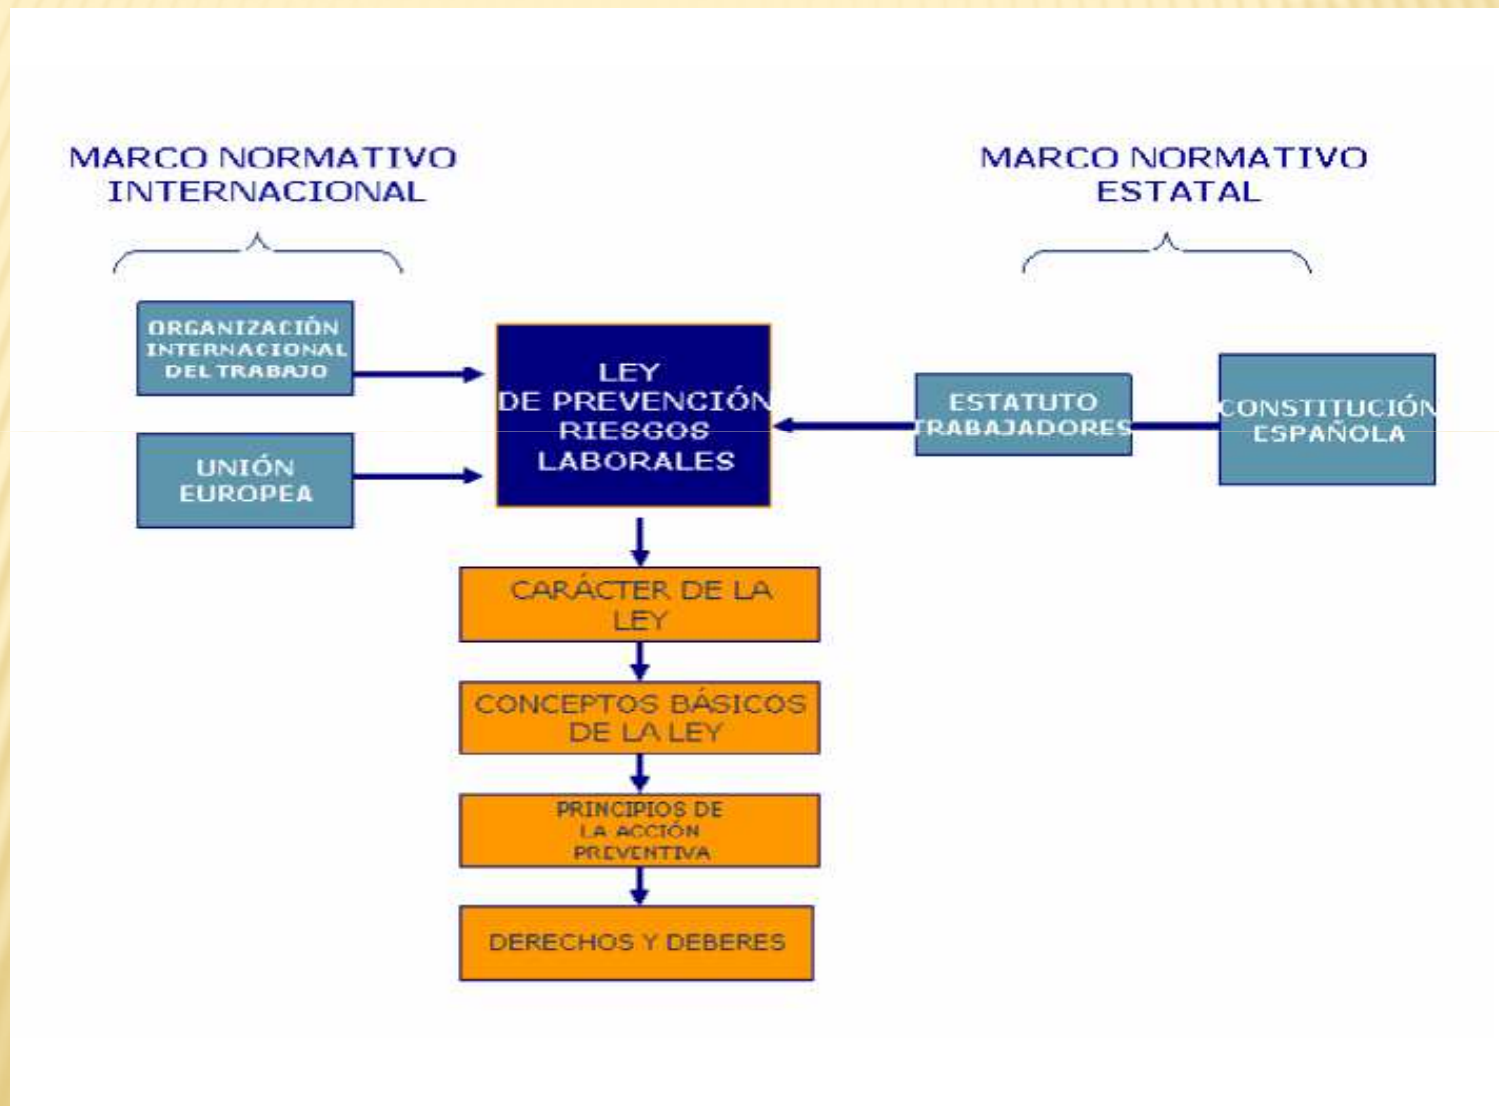 MARCO NORMATIVO
INTERNACIONAL
MARCO NORMATIVO
ESTATAL
ORGANIZACIÓN
INTERNACIONAL
DEL TRABAJO
UNIÓN
EUROPEA
LEY
DE PREVENCIÓN
RIESGOS
LABORALES
ESTATUTO
TRABAJADORES
CONSTITUCIÓN
ESPAÑOLA
CARÁCTER DE LA
LEY
CONCEPTOS BÁSICOS
DE LA LEY
PRINCIPIOS DE
LA ACCIÓN
PREVENTIVA
DERECHOS Y DEBERES